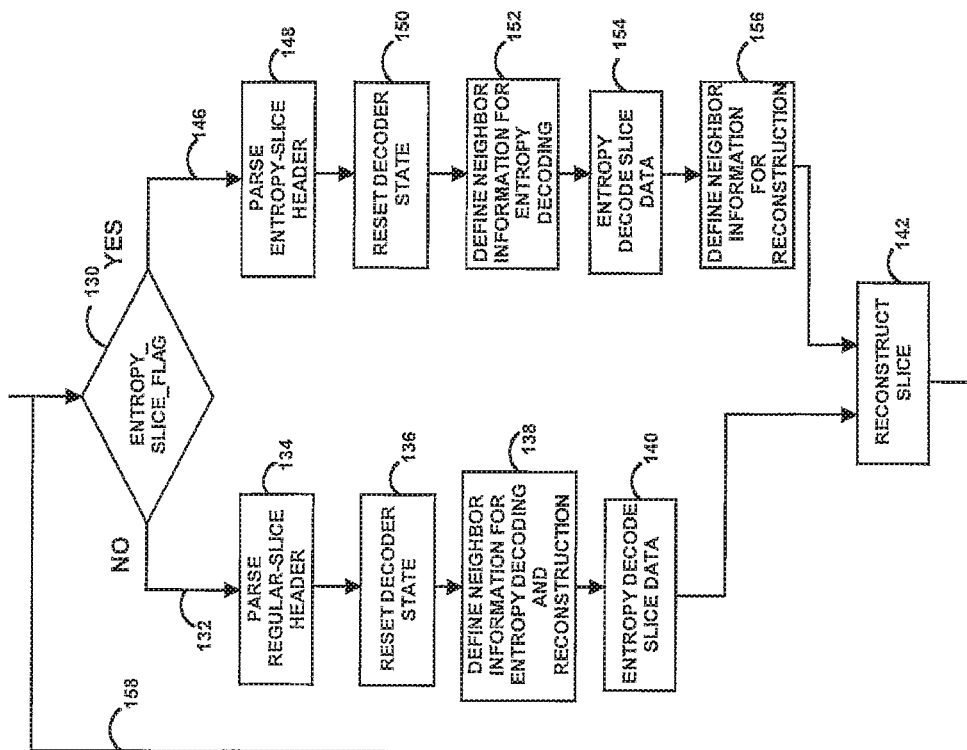 130
ENTROPY_
SLICE_FLAG
NO
YES
132
146
PARSE
REGULAR-SLICE
HEADER
134
PARSE
ENTROPY-SLICE
HEADER
148
RESET DECODER
STATE
136
RESET DECODER
STATE
150
DEFINE NEIGHBOR
INFORMATION FOR
ENTROPY DECODING
AND
RECONSTRUCTION
138
DEFINE NEIGHBOR
INFORMATION FOR
ENTROPY
DECODING
152
ENTROPY DECODE
SLICE DATA
140
ENTROPY
DECODE SLICE
DATA
154
DEFINE NEIGHBOR
INFORMATION
FOR
RECONSTRUCTION
156
RECONSTRUCT
SLICE
142
158